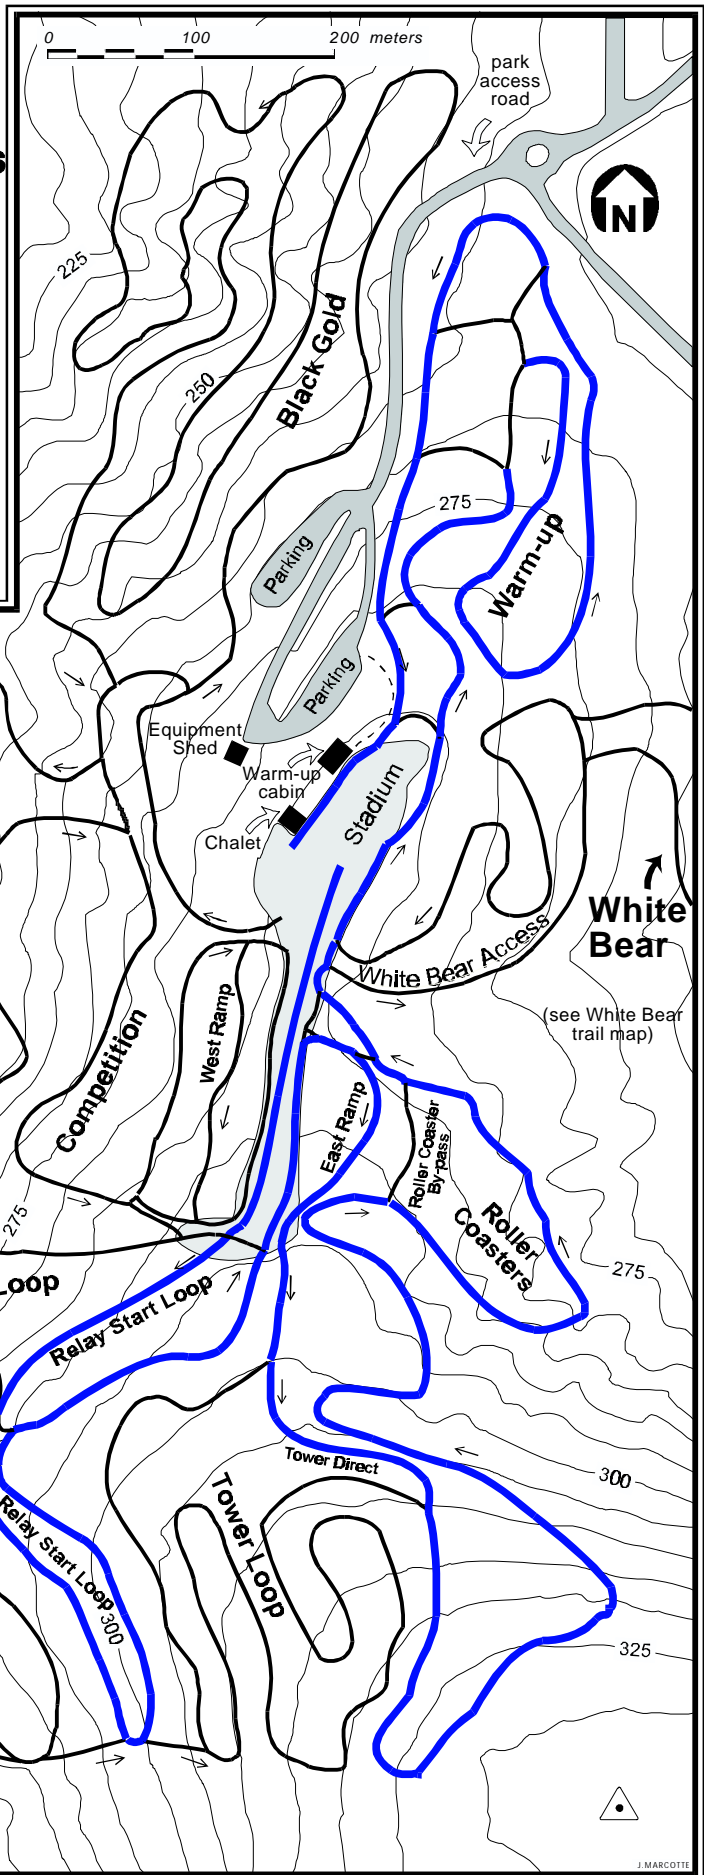 0 100 200 meters
park
access
road
s
N
225
250
Black Gold
275
Warm-up
Parking
Parking
Equipment
Shed
Warm-up
cabin
Chalet
Stadium
White
Bear
White Bear Access
(see White Bear
trail map)
West Ramp
Competition
East Ramp
Roller Coaster
By-pass
Roller
Coasters
275
275
Loop
Relay Start Loop
Tower Direct
300
Tower Loop
Relay Start Loop
300
325
J. MARCOTTE